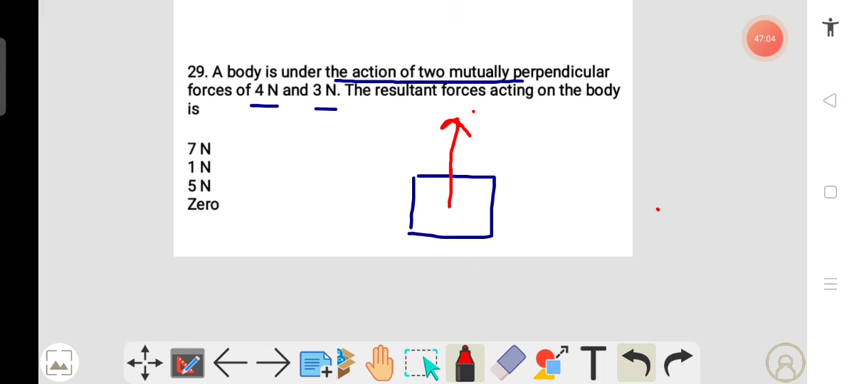 47:04
29. A body is under the action of two mutually perpendicular
forces of 4 N and 3 N. The resultant forces acting on the body
is
7 N
1 N
5 N
Zero
T